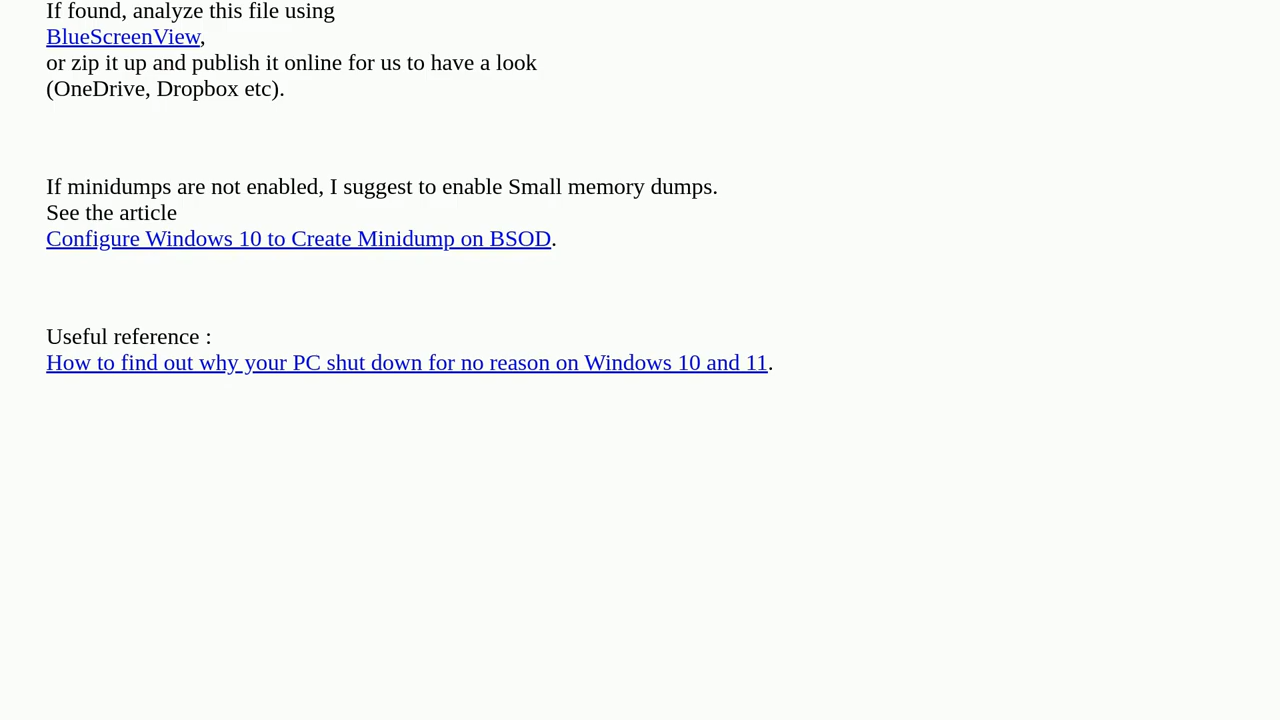 If found, analyze this file using
BlueScreenView,
or zip it up and publish it online for us to have a look
(OneDrive, Dropbox etc).
If minidumps are not enabled, I suggest to enable Small memory dumps.
See the article
Configure Windows 10 to Create Minidump on BSOD.
Useful reference :
How to find out why your PC shut down for no reason on Windows 10 and 11.